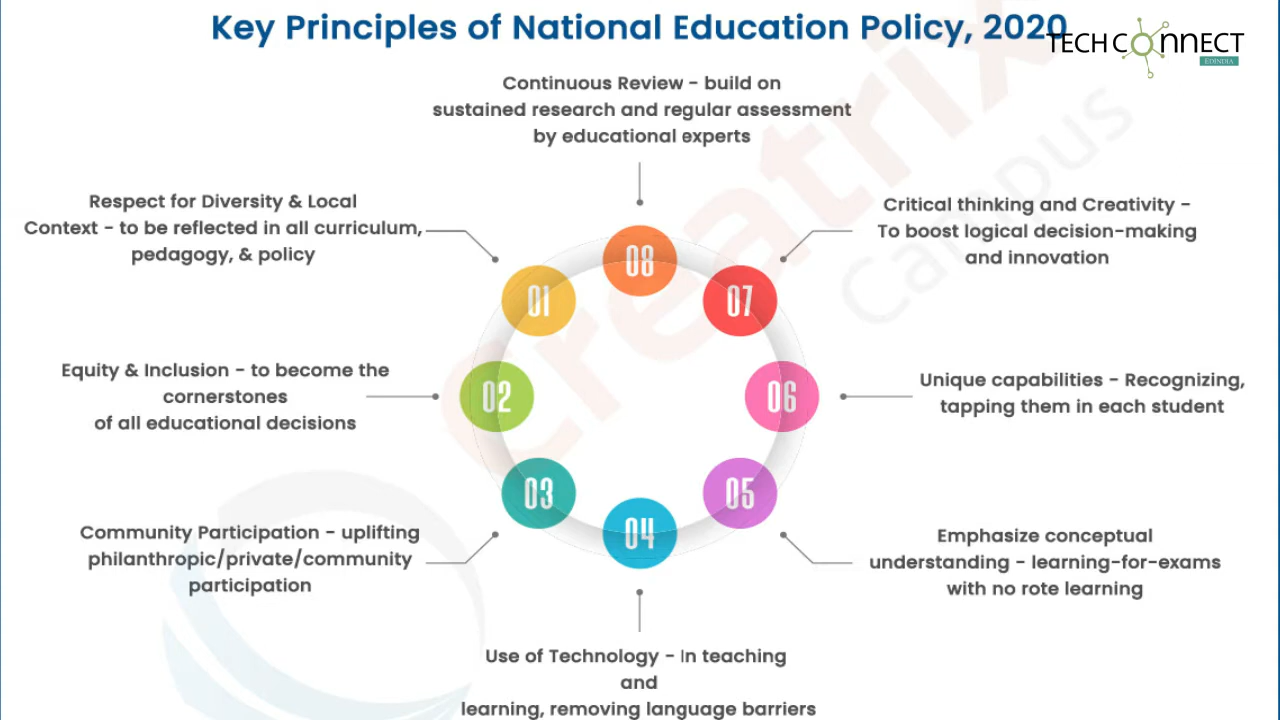 Key Principles of National Education Policy, 2020
TECH CONNECT
EDINDIA
Continuous Review - build on
sustained research and regular assessment
by educational experts
Respect for Diversity & Local
Context - to be reflected in all curriculum,
pedagogy, & policy
Critical thinking and Creativity -
To boost logical decision-making
and innovation
08
01
07
Equity & Inclusion - to become the
cornerstones
of all educational decisions
02
06
Unique capabilities - Recognizing,
tapping them in each student
03
05
04
Community Participation - uplifting
philanthropic/private/community
participation
Emphasize conceptual
understanding - learning-for-exams
with no rote learning
Use of Technology - In teaching
and
learning, removing language barriers
Creatrix
Campus